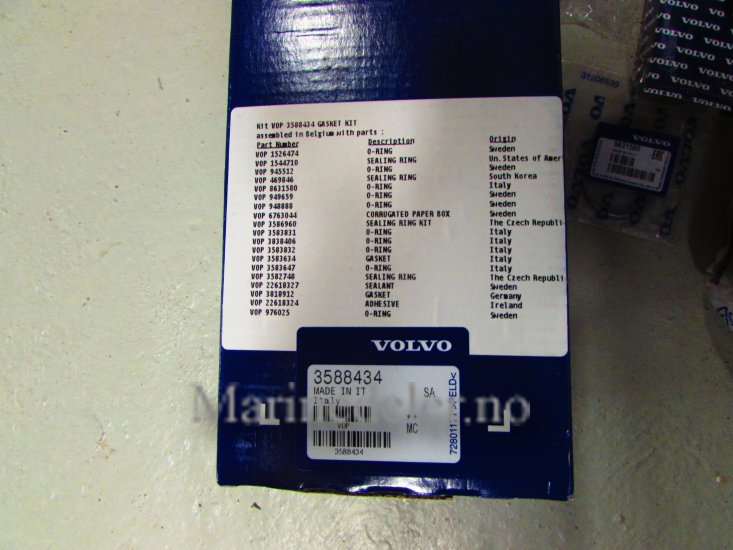 Kit VOP 3588434 GASKET KIT
assembled in Belgium with parts :
Part Number Description Origin
VOP 1526474 O-RING Sweden
VOP 1544710 SEALING RING Un.States of Amer
VOP 945512 O-RING Sweden
VOP 469846 SEALING RING South Korea
VOP 8631580 O-RING Italy
VOP 949659 O-RING Sweden
VOP 948888 O-RING Sweden
VOP 6763044 CORRUGATED PAPER BOX Sweden
VOP 3586960 SEALING RING KIT The Czech Republi
VOP 3583831 O-RING Italy
VOP 3838406 O-RING Italy
VOP 3583832 O-RING Italy
VOP 3583634 GASKET Italy
VOP 3583647 O-RING Italy
VOP 3582748 SEALING RING The Czech Republi
VOP 22618327 SEALANT Sweden
VOP 3818912 GASKET Germany
VOP 22618324 ADHESIVE Ireland
VOP 976025 O-RING Sweden
VOLVO
3588434
MADE IN IT SA
Italy
**
VOP MC
3588434
31200539
VOLVO
8631580
VOLVO